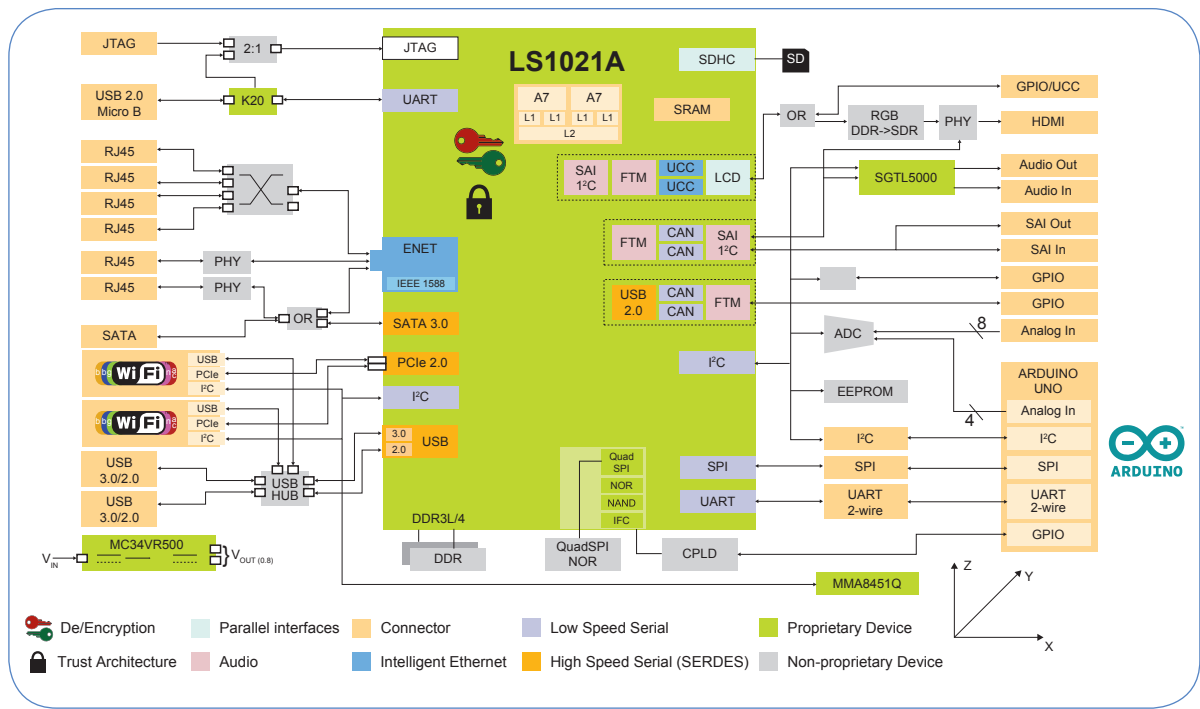 JTAG
2:1
JTAG
LS1021A
SDHC
SD
USB 2.0
Micro B
K20
UART
A7
A7
L1
L1
L1
L1
L2
SRAM
OR
RGB
DDR->SDR
PHY
GPIO/UCC
HDMI
RJ45
RJ45
RJ45
RJ45
SAI
I²C
FTM
UCC
UCC
LCD
SGTL5000
Audio Out
Audio In
FTM
CAN
CAN
SAI
I²C
SAI Out
SAI In
RJ45
PHY
ENET
IEEE 1588
RJ45
PHY
GPIO
USB
2.0
CAN
CAN
FTM
GPIO
OR
SATA
SATA 3.0
ADC
8
Analog In
WiFi
USB
PCIe
I²C
PCIe 2.0
I²C
I²C
EEPROM
ARDUINO
UNO
Analog In
4
WiFi
USB
PCIe
I²C
3.0
2.0
USB
I²C
I²C
ARDUINO
USB
3.0/2.0
USB
3.0/2.0
USB
HUB
Quad
SPI
NOR
NAND
IFC
SPI
SPI
SPI
UART
UART
2-wire
UART
2-wire
GPIO
DDR3L/4
DDR
QuadSPI
NOR
CPLD
MC34VR500
V IN
V OUT (0.8)
MMA8451Q
Z
Y
X
De/Encryption
Parallel interfaces
Connector
Low Speed Serial
Proprietary Device
Trust Architecture
Audio
Intelligent Ethernet
High Speed Serial (SERDES)
Non-proprietary Device